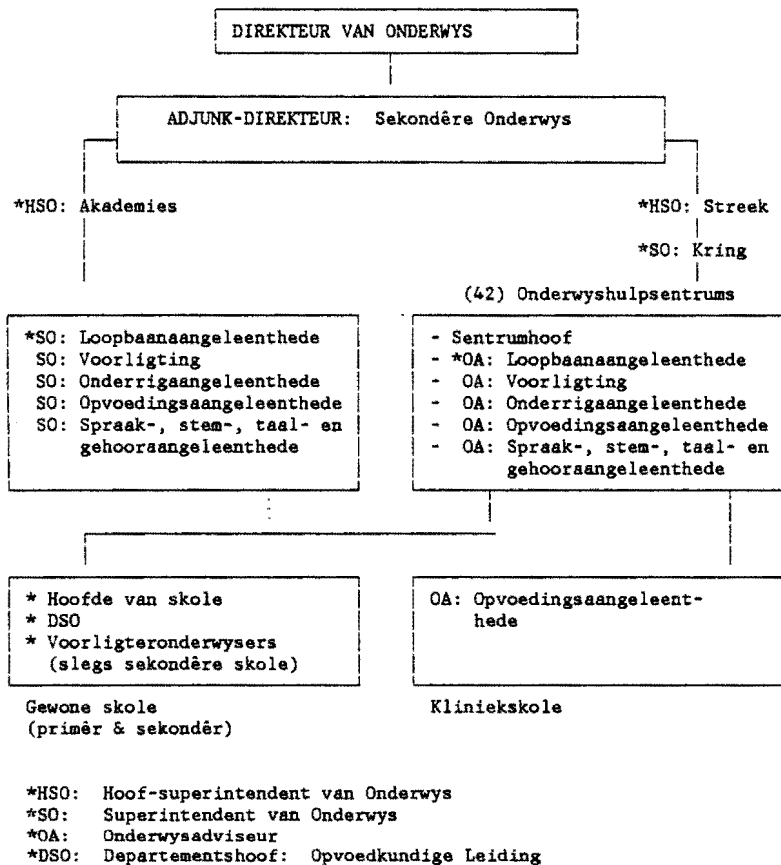 DIREKTEUR VAN ONDERWYS
ADJUNK-DIREKTEUR: Sekondêre Onderwys
*HSO: Akademies
*HSO: Streek
*SO: Kring
(42) Onderwyshulpsentrums
*SO: Loopbaanaangeleenthede
SO: Voorligting
SO: Onderrigaangeleenthede
SO: Opvoedingsaangeleenthede
SO: Spraak-, stem-, taal- en
gehooraangeleenthede
- Sentrumhoof
- *OA: Loopbaanaangeleenthede
- OA: Voorligting
- OA: Onderrigaangeleenthede
- OA: Opvoedingsaangeleenthede
- OA: Spraak-, stem-, taal- en
gehooraangeleenthede
* Hoofde van skole
* DSO
* Voorligteronderwysers
(slegs sekondêre skole)
OA: Opvoedingsaangeleent-
hede
Gewone skole
(primêr & sekondêr)
Kliniekskole
*HSO: Hoof-superintendent van Onderwys
*SO: Superintendent van Onderwys
*OA: Onderwysadviseur
*DSO: Departementshoof: Opvoedkundige Leiding